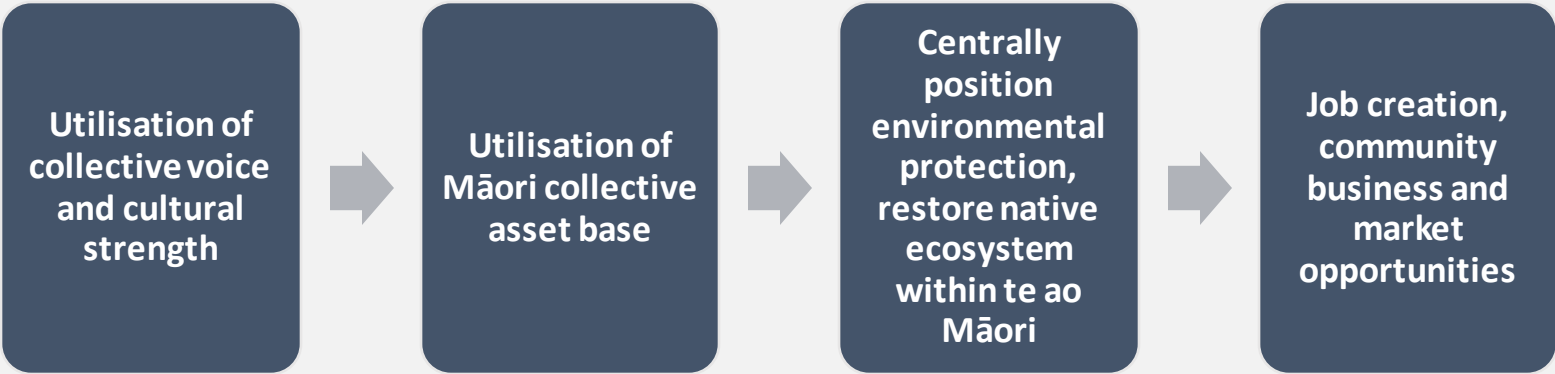 Utilisation of
collective voice
and cultural
strength
Utilisation of
Māori collective
asset base
Centrally
position
environmental
protection,
restore native
ecosystem
within te ao
Māori
Job creation,
community
business and
market
opportunities